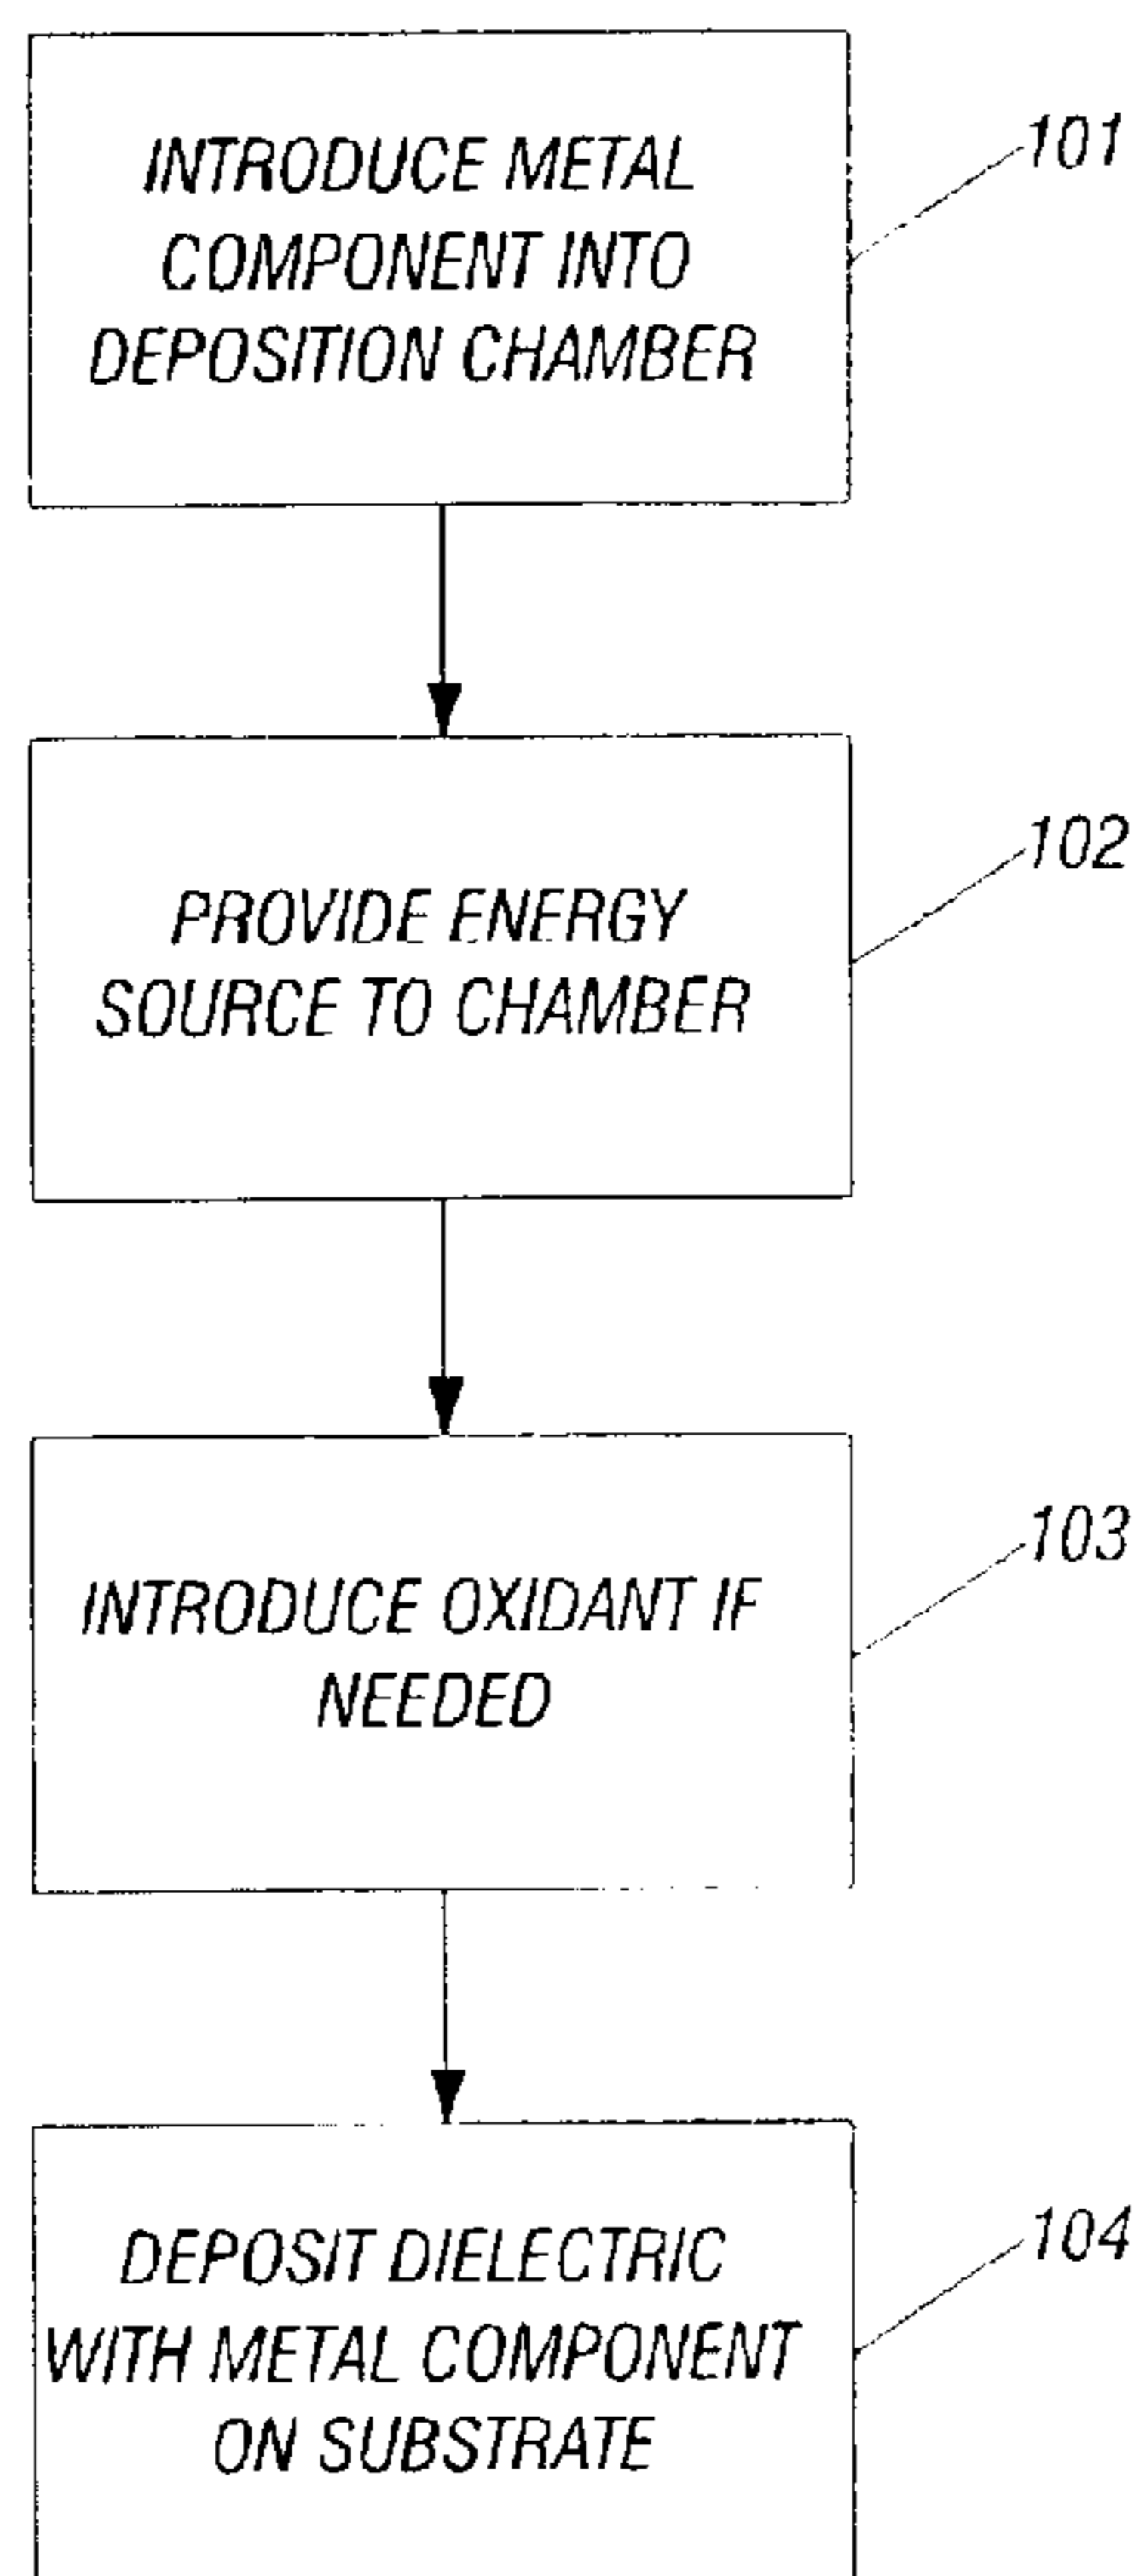 INTRODUCE METAL
COMPONENT INTO
DEPOSITION CHAMBER
101
PROVIDE ENERGY
SOURCE TO CHAMBER
102
INTRODUCE OXIDANT IF
NEEDED
103
DEPOSIT DIELECTRIC
WITH METAL COMPONENT
ON SUBSTRATE
104